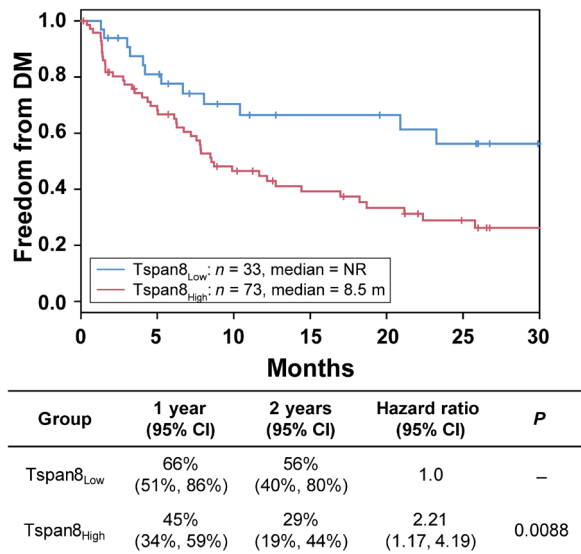 Freedom from DM
1.0
0.8
0.6
0.4
0.2
0.0
Tspan8Low: n = 33, median = NR
Tspan8High: n = 73, median = 8.5 m
0 5 10 15 20 25 30
Months
Group 1 year (95% CI) 2 years (95% CI) Hazard ratio (95% CI) P
Tspan8Low 66% (51%, 86%) 56% (40%, 80%) 1.0 –
Tspan8High 45% (34%, 59%) 29% (19%, 44%) 2.21 (1.17, 4.19) 0.0088